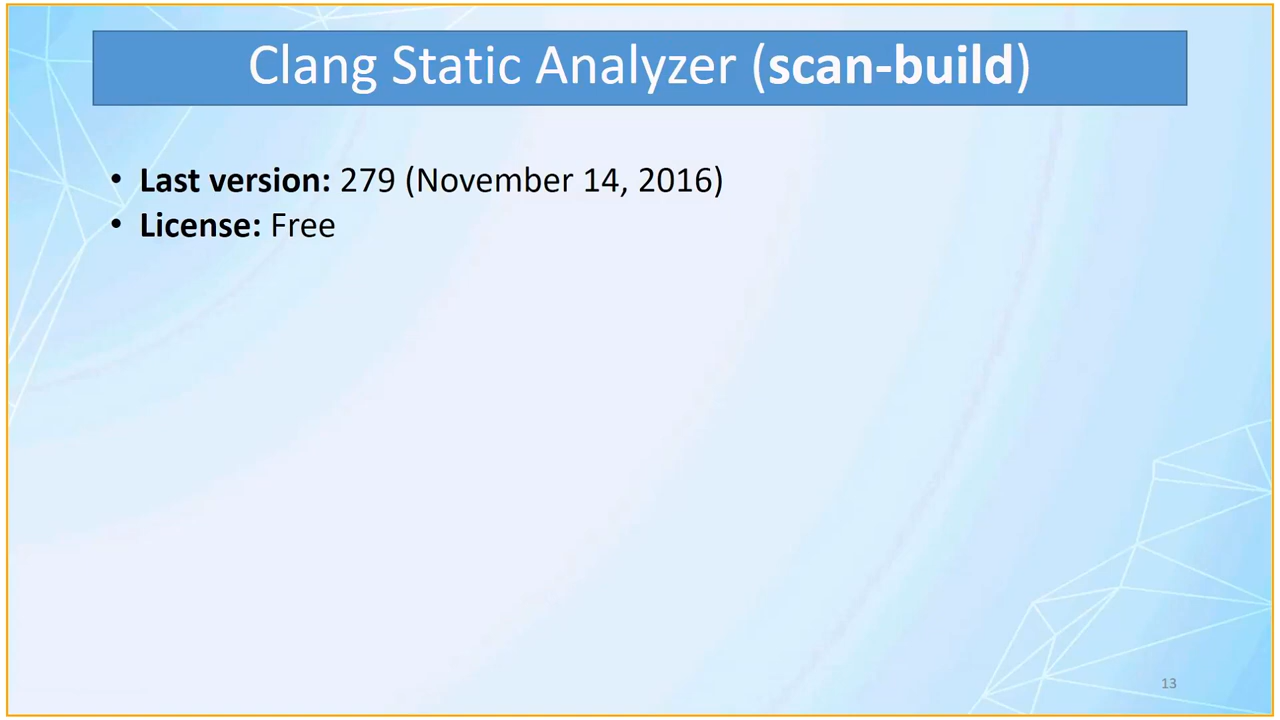 Clang Static Analyzer (scan-build)
• Last version: 279 (November 14, 2016)
• License: Free
13